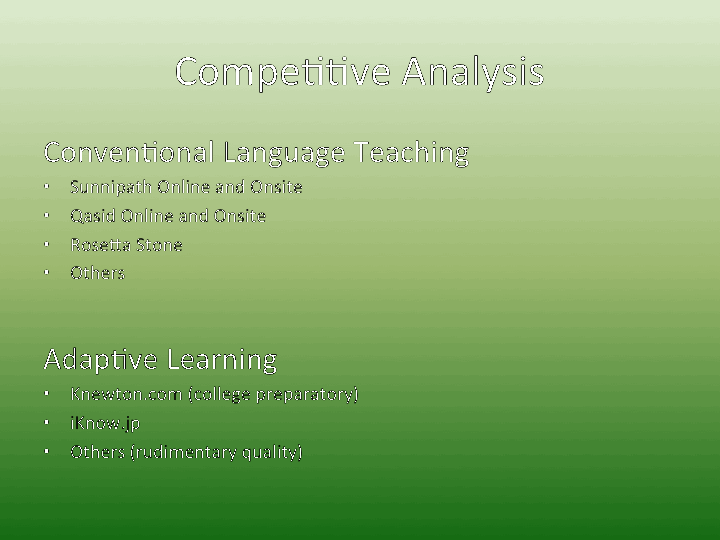 Competitive Analysis
Conventional Language Teaching
• Sunnipath Online and Onsite
• Qasid Online and Onsite
• Rosetta Stone
• Others
Adaptive Learning
• Knewton.com (college preparatory)
• iKnow.jp
• Others (rudimentary quality)